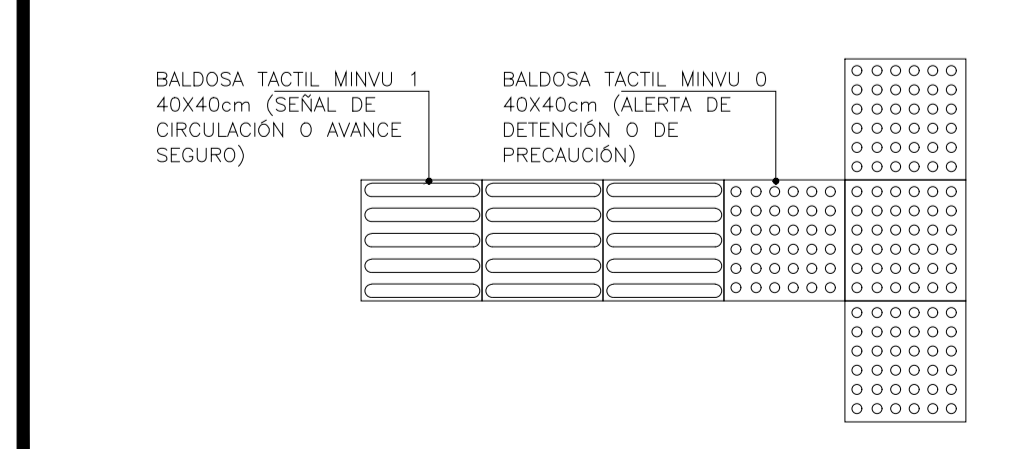 BALDOSA TACTIL MINVU 1
40X40cm (SEÑAL DE
CIRCULACIÓN O AVANCE
SEGURO)
BALDOSA TACTIL MINVU 0
40X40cm (ALERTA DE
DETENCIÓN O DE
PRECAUCIÓN)